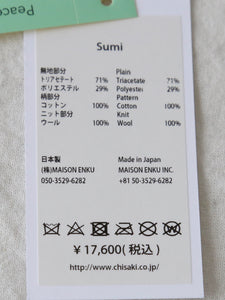 Peace
Sumi
無地部分 Plain
トリアセテート 71% Triacetate 71%
ポリエステル 29% Polyester 29%
柄部分 Pattern
コットン 100% Cotton 100%
ニット部分 Knit
ウール 100% Wool 100%
日本製 Made in Japan
(株)MAISON ENKU MAISON ENKU INC.
050-3529-6282 +81 50-3529-6282
¥17,600(税込)
http://www.chisaki.co.jp/